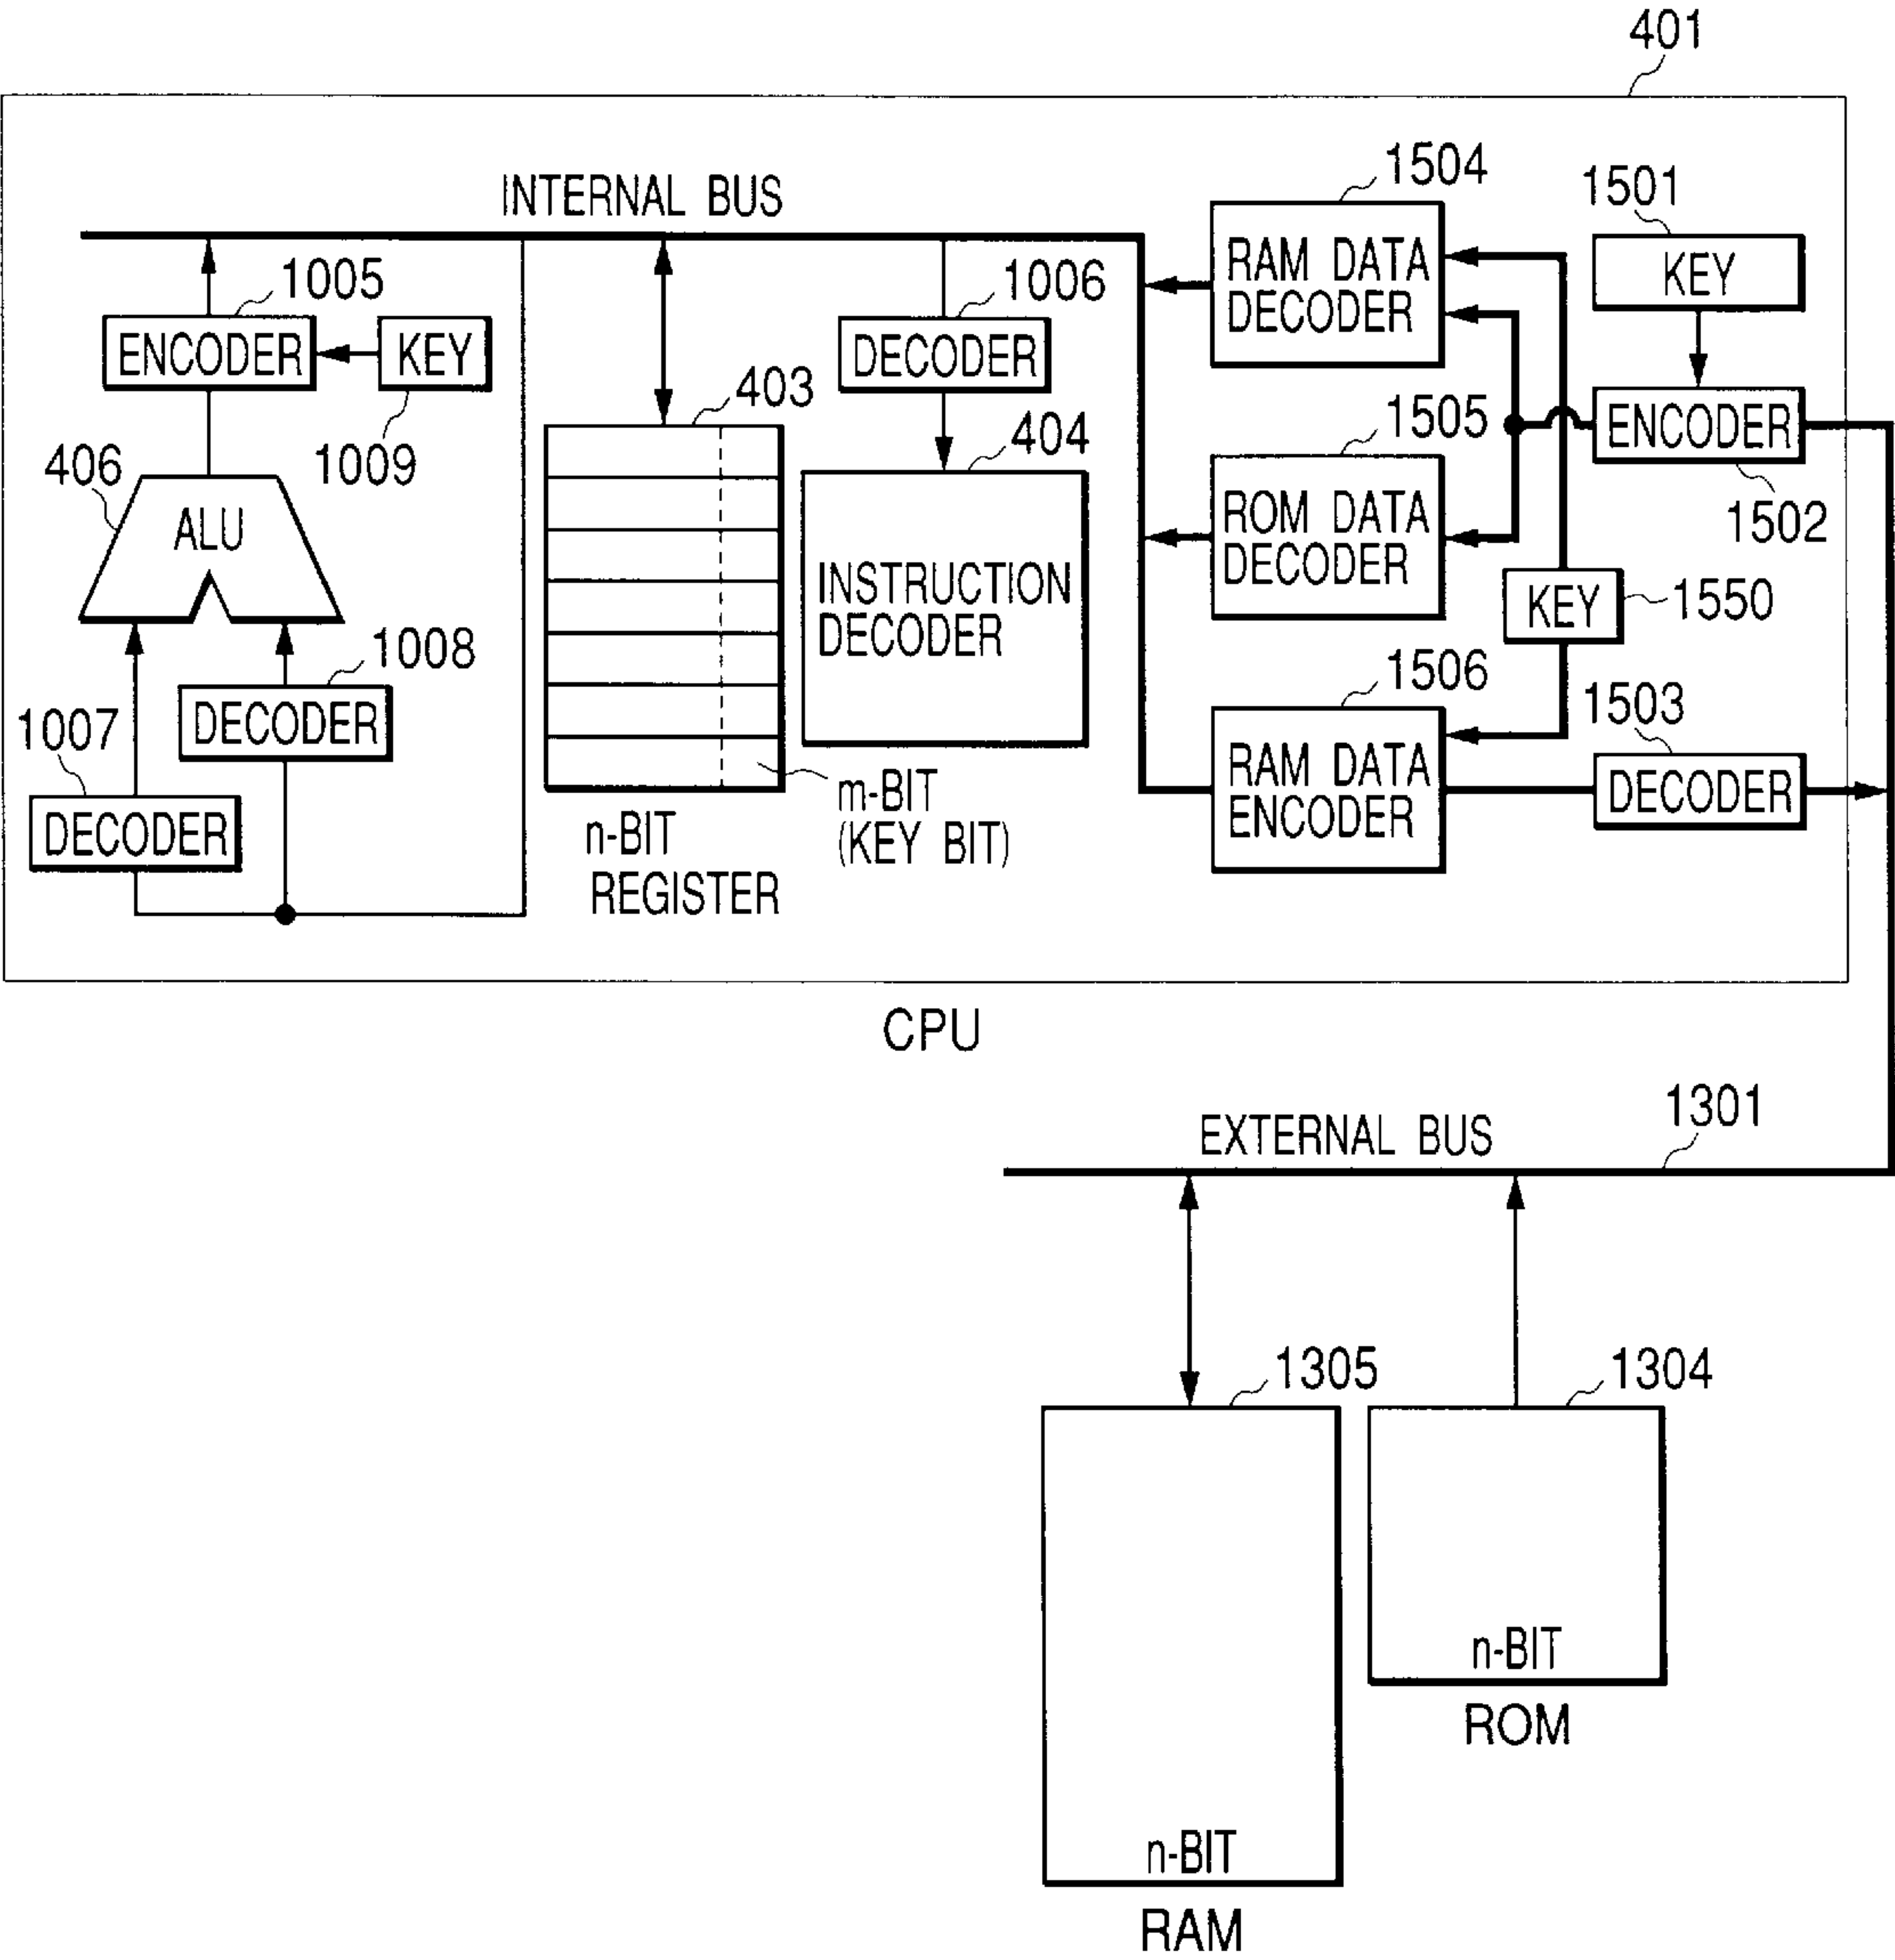 401
1504
1501
INTERNAL BUS
RAM DATA
DECODER
KEY
1005
1006
ENCODER
KEY
DECODER
403
1505
ENCODER
406
1009
404
1502
ALU
ROM DATA
DECODER
INSTRUCTION
DECODER
KEY
1550
1008
1506
1007
DECODER
1503
DECODER
RAM DATA
ENCODER
DECODER
m-BIT
(KEY BIT)
n-BIT
REGISTER
CPU
1301
EXTERNAL BUS
1305
1304
n-BIT
ROM
n-BIT
RAM